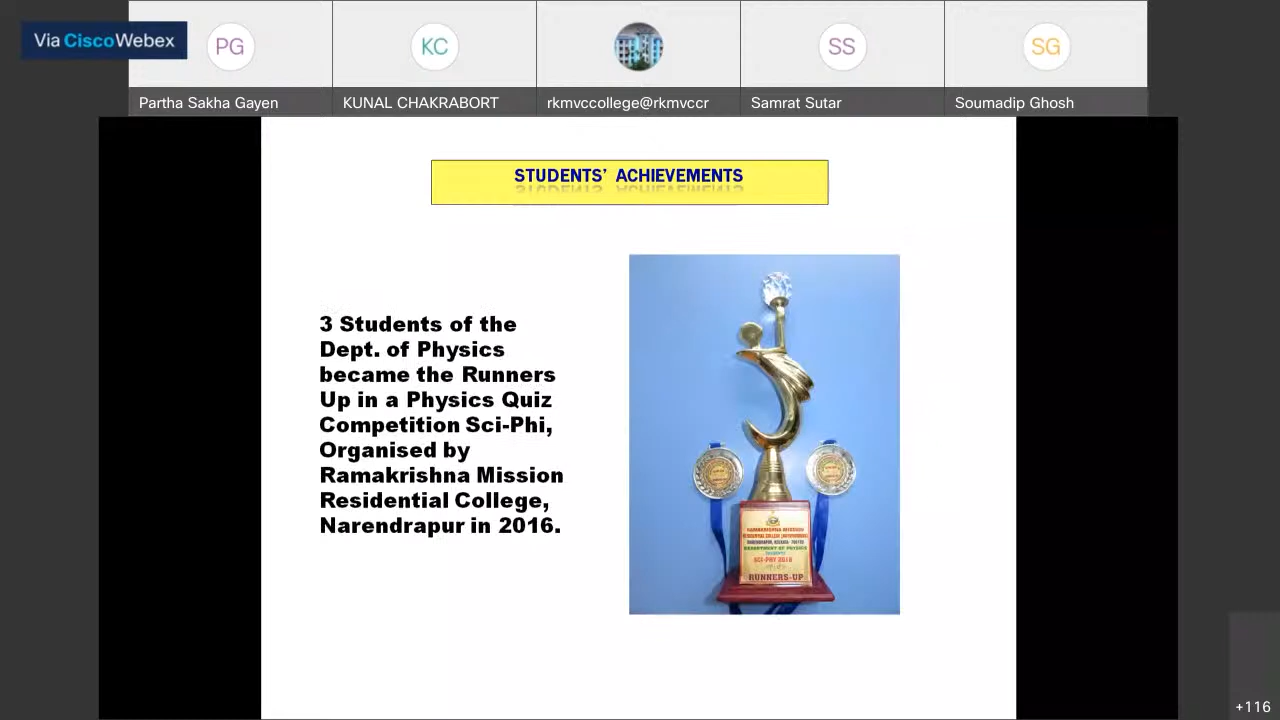 Via Cisco Webex
PG
KC
SS
SG
Partha Sakha Gayen
KUNAL CHAKRABORT
rkmvccollege@rkmvccr
Samrat Sutar
Soumadip Ghosh
STUDENTS' ACHIEVEMENTS
3 Students of the
Dept. of Physics
became the Runners
Up in a Physics Quiz
Competition Sci-Phi,
Organised by
Ramakrishna Mission
Residential College,
Narendrapur in 2016.
RAMAKRISHNA MISSION
DEPARTMENT OF PHYSICS
RUNNERS-UP
+116